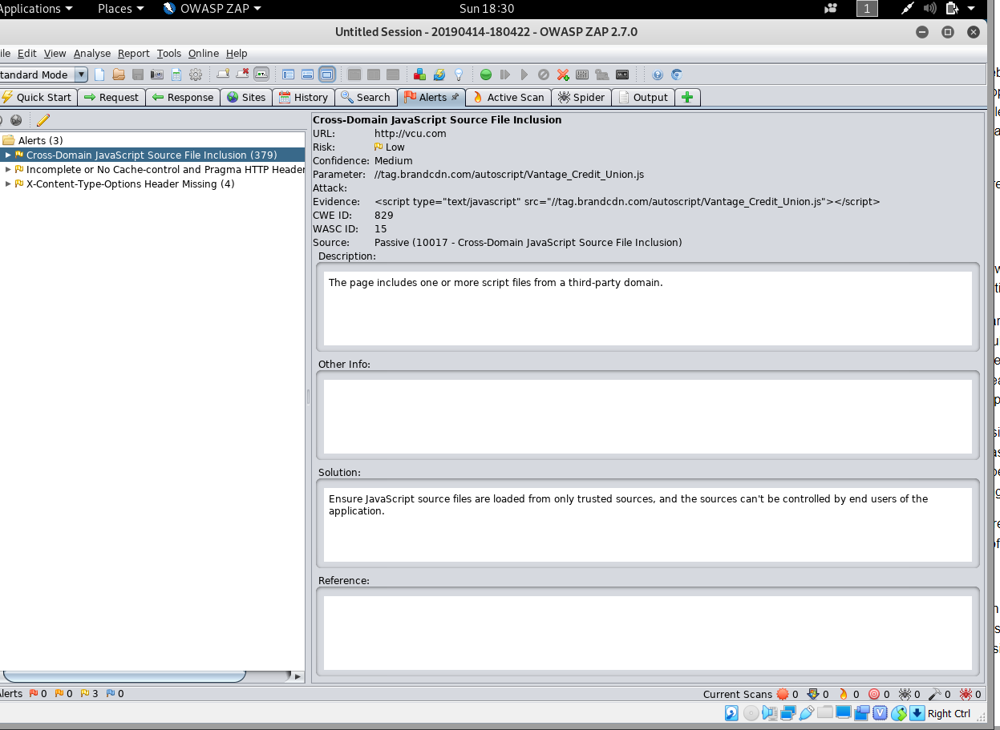 Applications Places OWASP ZAP Sun 18:30 1
Untitled Session - 20190414-180422 - OWASP ZAP 2.7.0
ile Edit View Analyse Report Tools Online Help
tandard Mode
Quick Start Request Response Sites History Search Alerts Active Scan Spider Output
Alerts (3)
Cross-Domain JavaScript Source File Inclusion (379)
Incomplete or No Cache-control and Pragma HTTP Header
X-Content-Type-Options Header Missing (4)
Cross-Domain JavaScript Source File Inclusion
URL: http://vcu.com
Risk: Low
Confidence: Medium
Parameter: //tag.brandcdn.com/autoscript/Vantage_Credit_Union.js
Attack:
Evidence: <script type="text/javascript" src="//tag.brandcdn.com/autoscript/Vantage_Credit_Union.js"></script>
CWE ID: 829
WASC ID: 15
Source: Passive (10017 - Cross-Domain JavaScript Source File Inclusion)
Description:
The page includes one or more script files from a third-party domain.
Other Info:
Solution:
Ensure JavaScript source files are loaded from only trusted sources, and the sources can't be controlled by end users of the
application.
Reference:
lerts 0 0 3 0 Current Scans 0 0 0 0 0 0 0
Right Ctrl